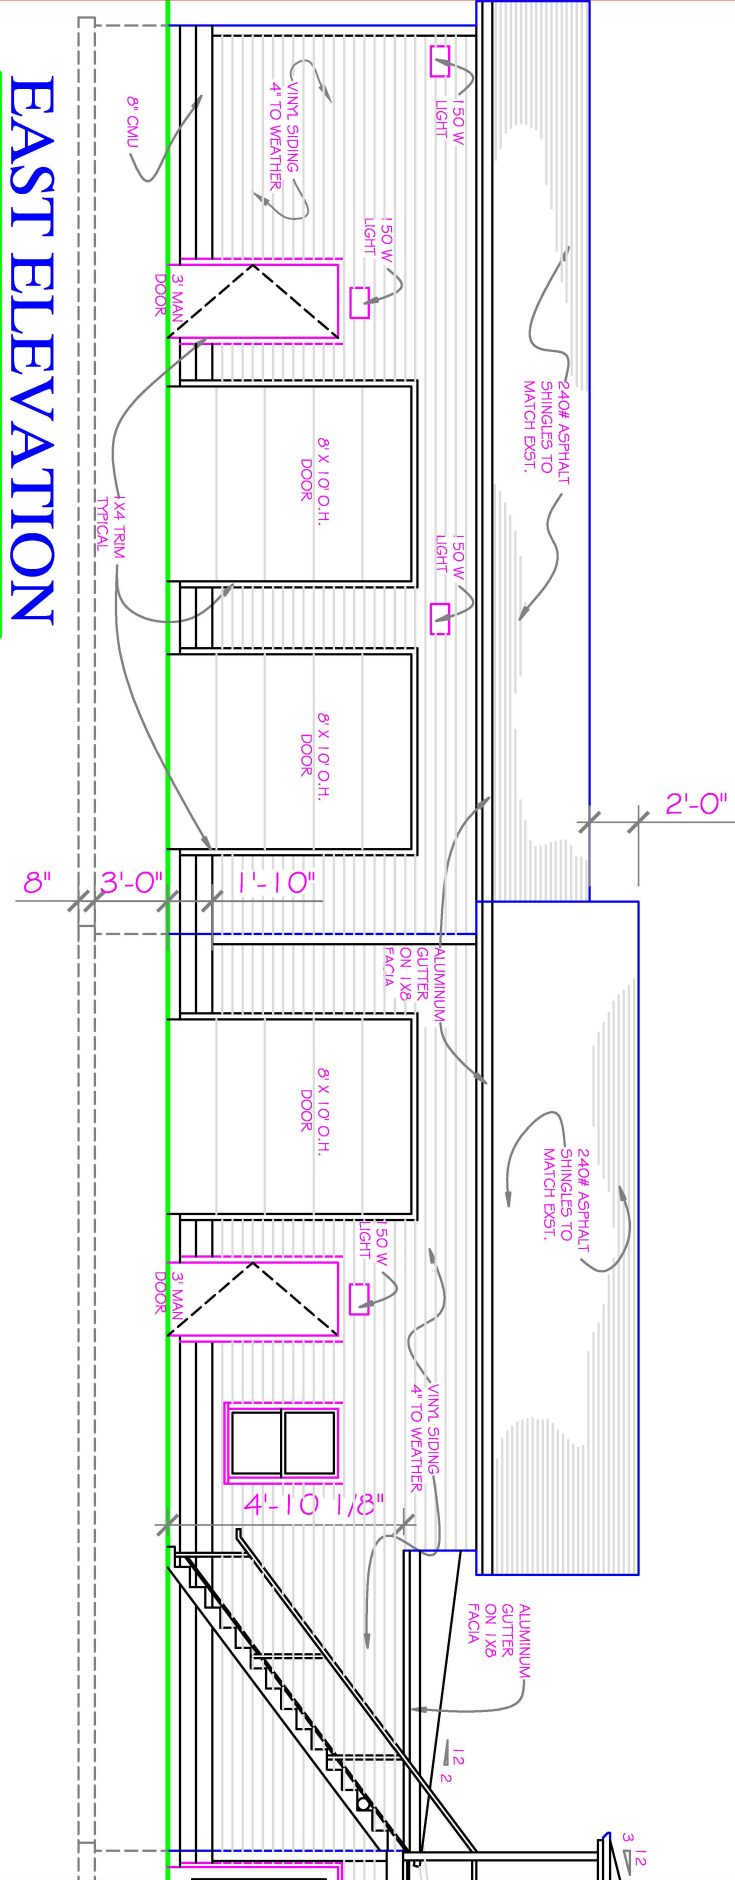 150 W
LIGHT
VINYL SIDING
4" TO WEATHER
8" CMU
150 W
LIGHT
3' MAN
DOOR
240# ASPHALT
SHINGLES TO
MATCH EXST.
8' X 10' O.H.
DOOR
1X4 TRIM
TYPICAL
150 W
LIGHT
8' X 10' O.H.
DOOR
2'-0"
8"
3'-0"
1'-10"
ALUMINUM
GUTTER
ON 1X8
FACIA
8' X 10' O.H.
DOOR
240# ASPHALT
SHINGLES TO
MATCH EXST.
150 W
LIGHT
3' MAN
DOOR
VINYL SIDING
4" TO WEATHER
4'-10 1/8"
ALUMINUM
GUTTER
ON 1X8
FACIA
12
2
12
3
EAST ELEVATION